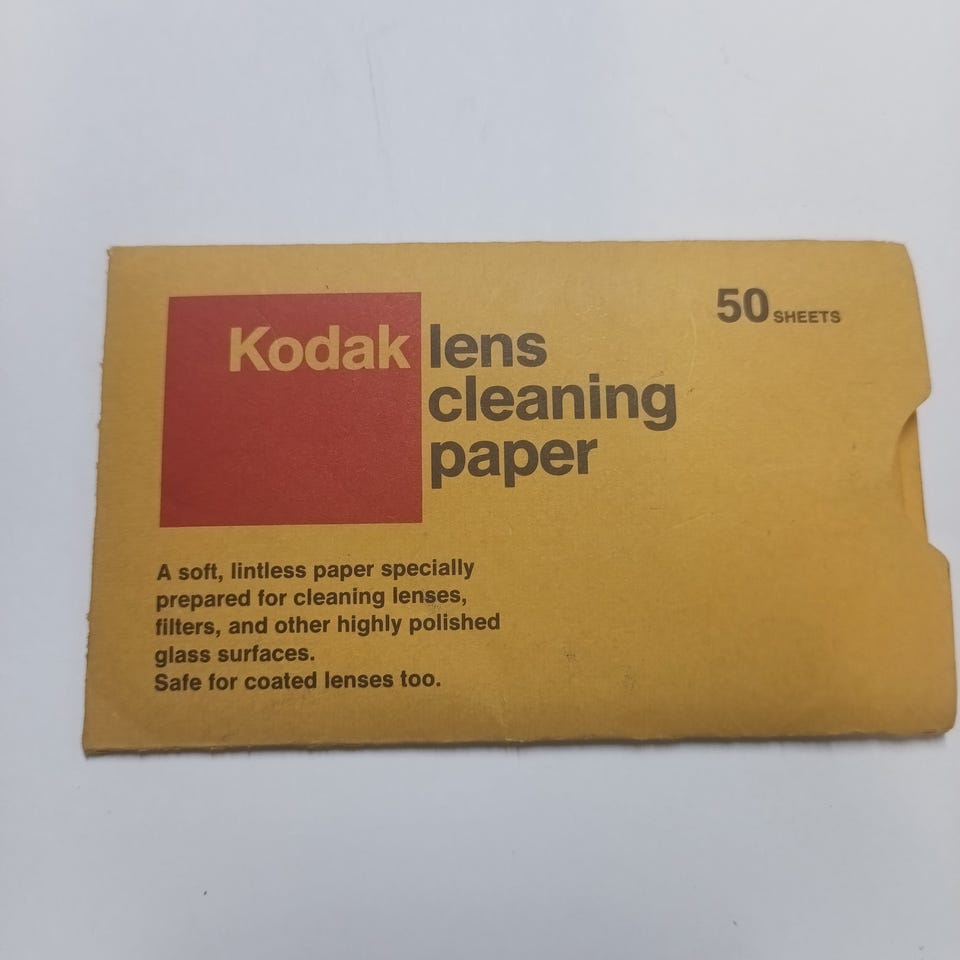 Kodak lens
cleaning
paper
50 SHEETS
A soft, lintless paper specially
prepared for cleaning lenses,
filters, and other highly polished
glass surfaces.
Safe for coated lenses too.